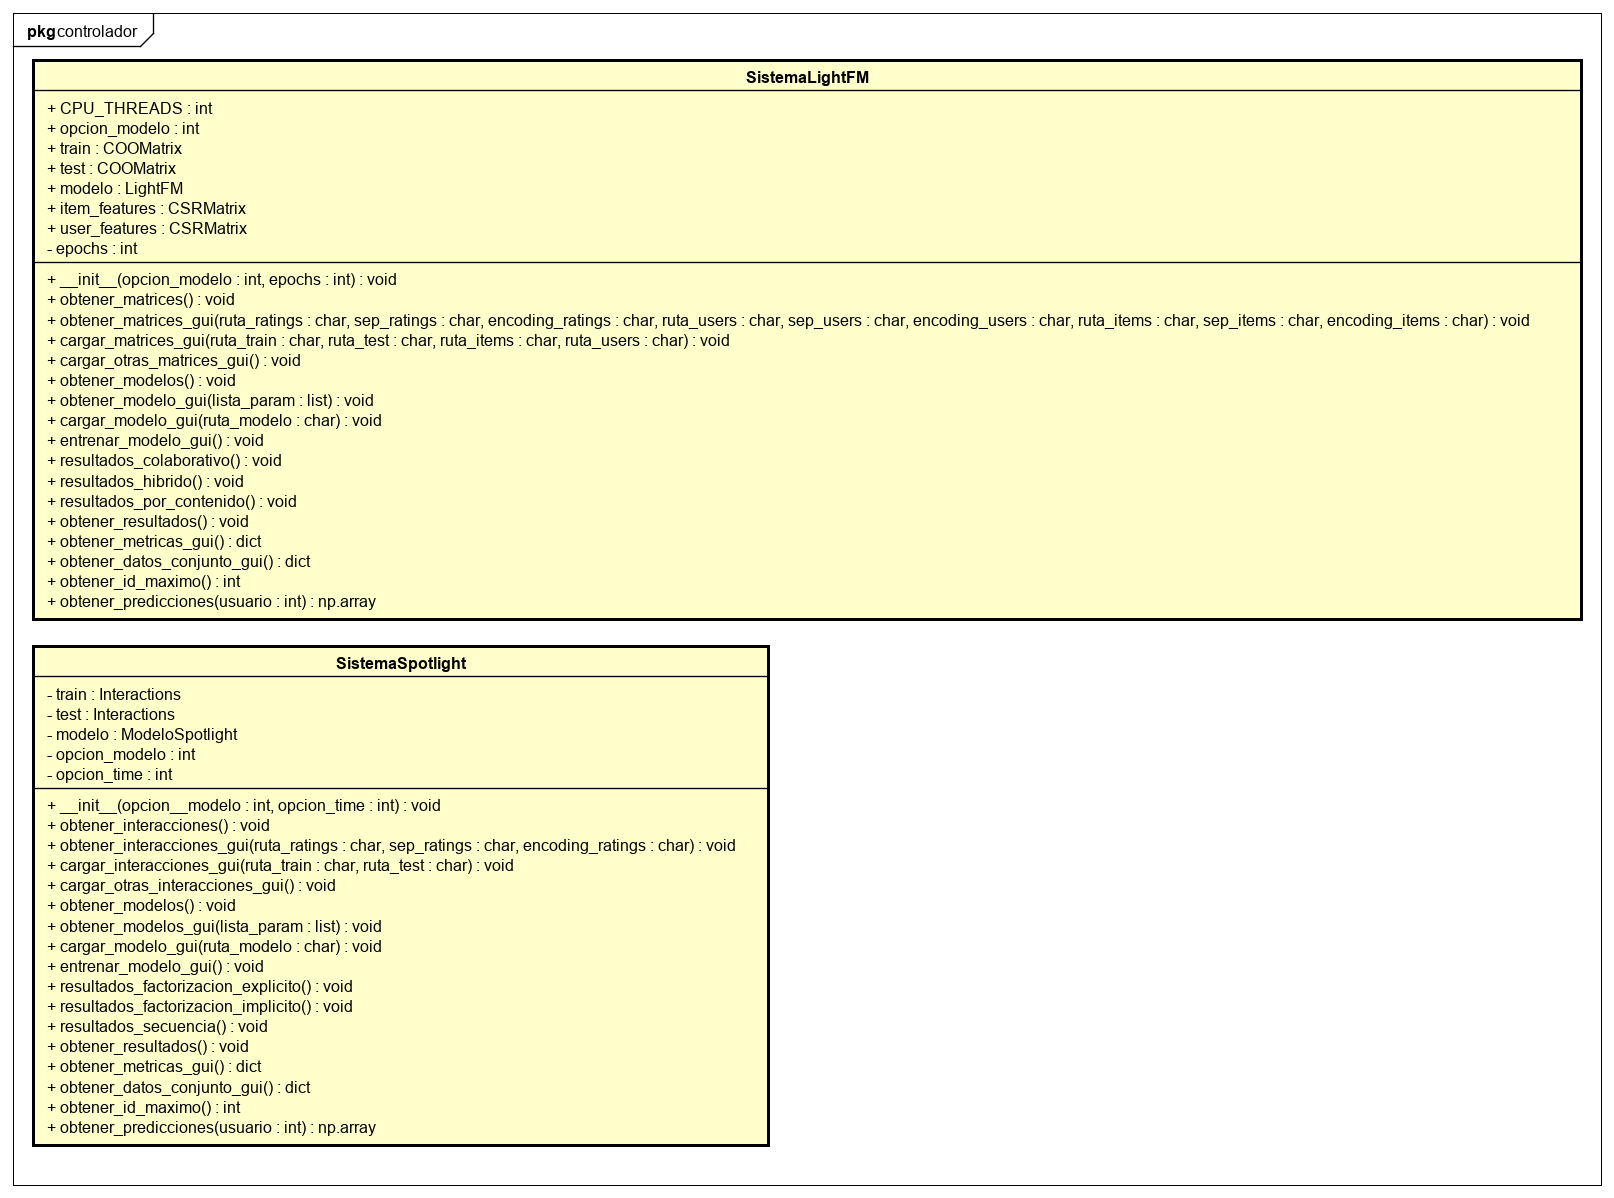 pkg controlador
SistemaLightFM
+ CPU_THREADS : int
+ opcion_modelo : int
+ train : COOMatrix
+ test : COOMatrix
+ modelo : LightFM
+ item_features : CSRMatrix
+ user_features : CSRMatrix
- epochs : int
+ __init__(opcion_modelo : int, epochs : int) : void
+ obtener_matrices() : void
+ obtener_matrices_gui(ruta_ratings : char, sep_ratings : char, encoding_ratings : char, ruta_users : char, sep_users : char, encoding_users : char, ruta_items : char, sep_items : char, encoding_items : char) : void
+ cargar_matrices_gui(ruta_train : char, ruta_test : char, ruta_items : char, ruta_users : char) : void
+ cargar_otras_matrices_gui() : void
+ obtener_modelos() : void
+ obtener_modelo_gui(lista_param : list) : void
+ cargar_modelo_gui(ruta_modelo : char) : void
+ entrenar_modelo_gui() : void
+ resultados_colaborativo() : void
+ resultados_hibrido() : void
+ resultados_por_contenido() : void
+ obtener_resultados() : void
+ obtener_metricas_gui() : dict
+ obtener_datos_conjunto_gui() : dict
+ obtener_id_maximo() : int
+ obtener_predicciones(usuario : int) : np.array
SistemaSpotlight
- train : Interactions
- test : Interactions
- modelo : ModeloSpotlight
- opcion_modelo : int
- opcion_time : int
+ __init__(opcion__modelo : int, opcion_time : int) : void
+ obtener_interacciones() : void
+ obtener_interacciones_gui(ruta_ratings : char, sep_ratings : char, encoding_ratings : char) : void
+ cargar_interacciones_gui(ruta_train : char, ruta_test : char) : void
+ cargar_otras_interacciones_gui() : void
+ obtener_modelos() : void
+ obtener_modelos_gui(lista_param : list) : void
+ cargar_modelo_gui(ruta_modelo : char) : void
+ entrenar_modelo_gui() : void
+ resultados_factorizacion_explicito() : void
+ resultados_factorizacion_implicito() : void
+ resultados_secuencia() : void
+ obtener_resultados() : void
+ obtener_metricas_gui() : dict
+ obtener_datos_conjunto_gui() : dict
+ obtener_id_maximo() : int
+ obtener_predicciones(usuario : int) : np.array